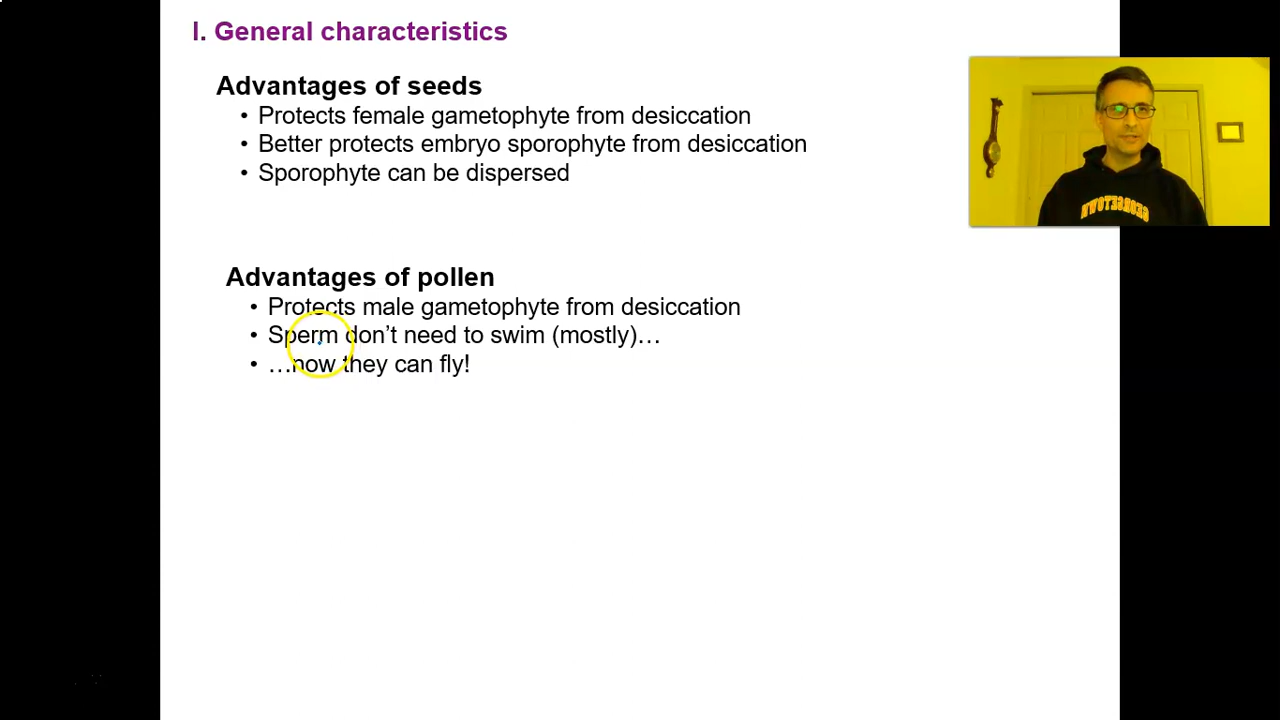 I. General characteristics
Advantages of seeds
• Protects female gametophyte from desiccation
• Better protects embryo sporophyte from desiccation
• Sporophyte can be dispersed
Advantages of pollen
• Protects male gametophyte from desiccation
• Sperm don’t need to swim (mostly)…
• …now they can fly!
GEORGETOWN